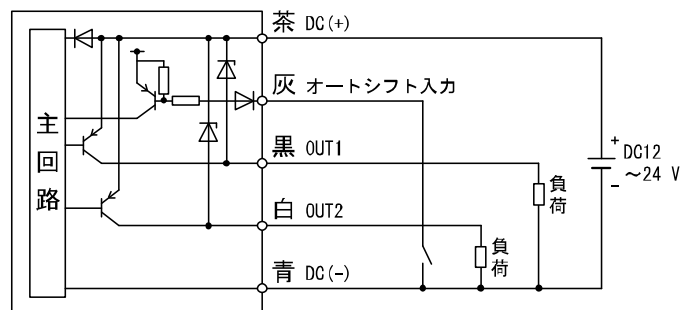 茶 DC(+)
灰 オートシフト入力
主回路
黒 OUT1
白 OUT2
青 DC(-)
負荷
負荷
+
DC12
～24 V
-